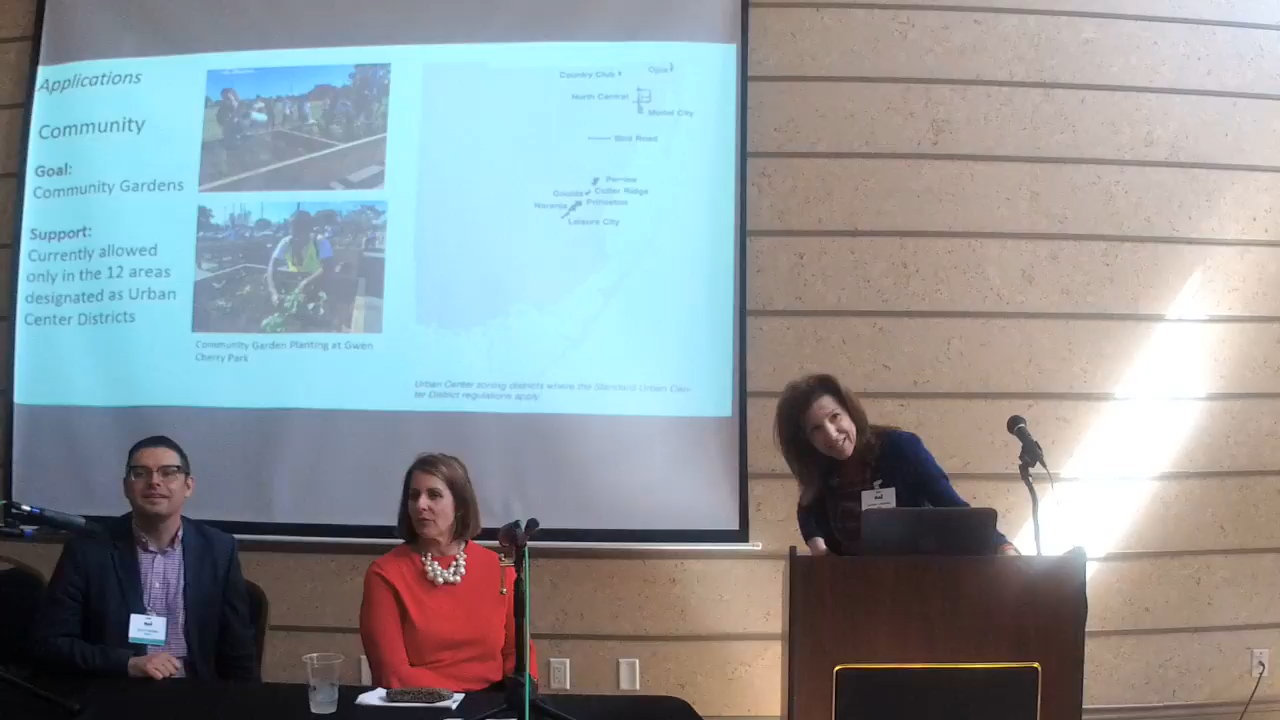 Applications
Community
Goal:
Community Gardens
Support:
Currently allowed
only in the 12 areas
designated as Urban
Center Districts
Community Garden Planting at Gwen
Cherry Park
Country Club
Ojus
North Central
Model City
Bird Road
Perrine
Goulds
Cutler Ridge
Naranja
Princeton
Leisure City
Urban Center zoning districts where the Standard Urban Cen-
ter District regulations apply.